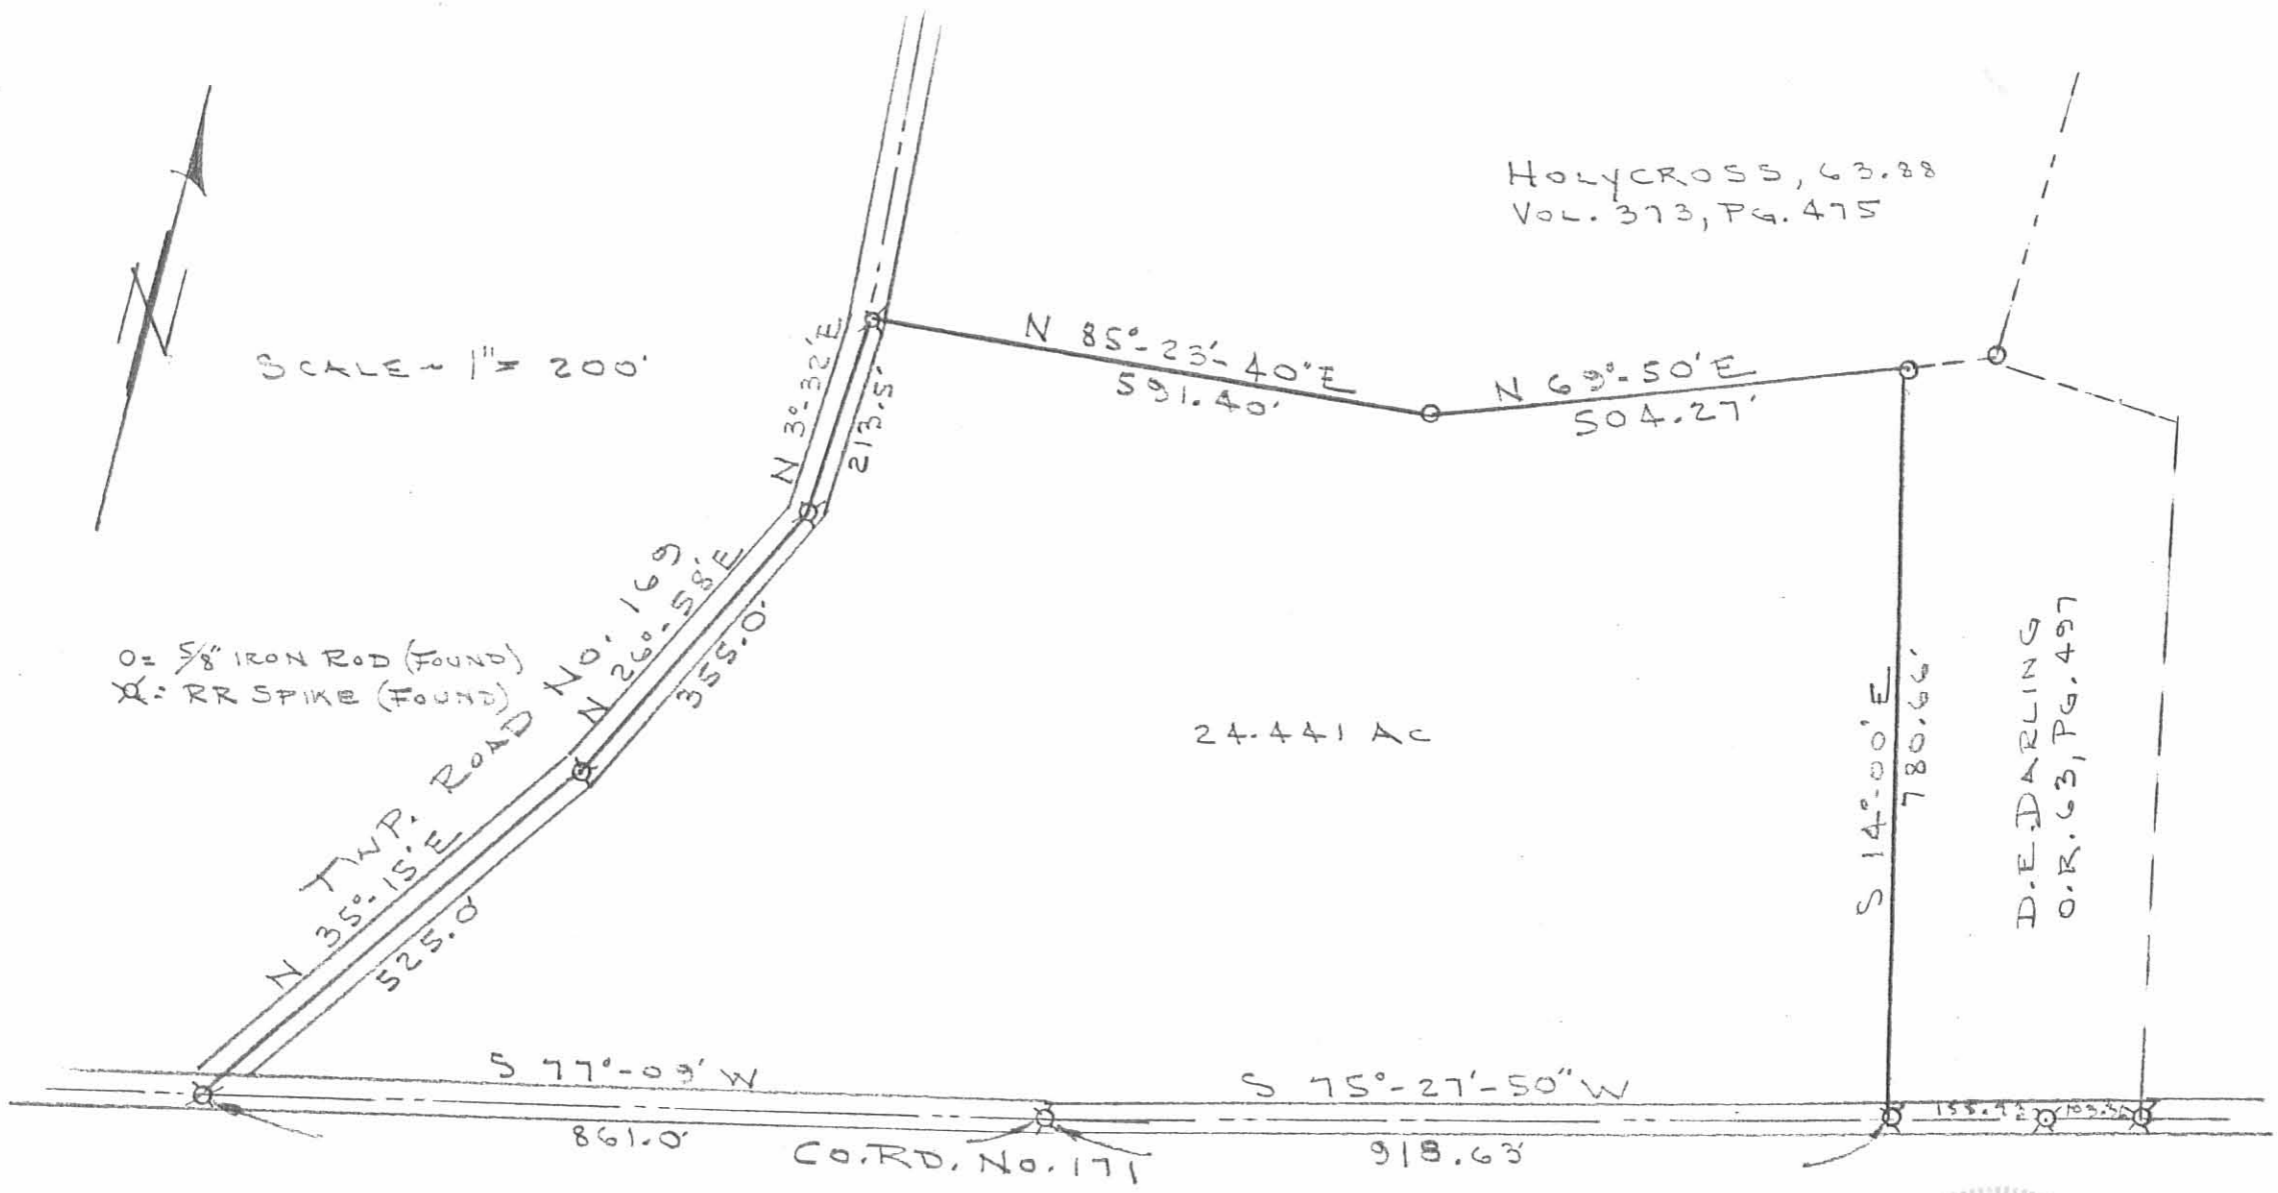 HOLYCROSS, 63.88
VOL. 373, PG. 475
N
SCALE ~ 1" = 200'
N 3°-32' E
213.5'
N 85°-23'-40" E
591.40'
N 69°-50' E
504.27'
O= 5/8" IRON ROD (FOUND)
= RR SPIKE (FOUND)
TWP. ROAD NO. 169
N 26°-58' E
355.0'
N 35°-15' E
525.0'
24.441 AC
S 14°-00' E
780.66'
D.E. DARLING
O.R. 63, PG. 497
S 77°-09' W
861.0'
CO. RD. NO. 171
S 75°-27'-50" W
918.63'